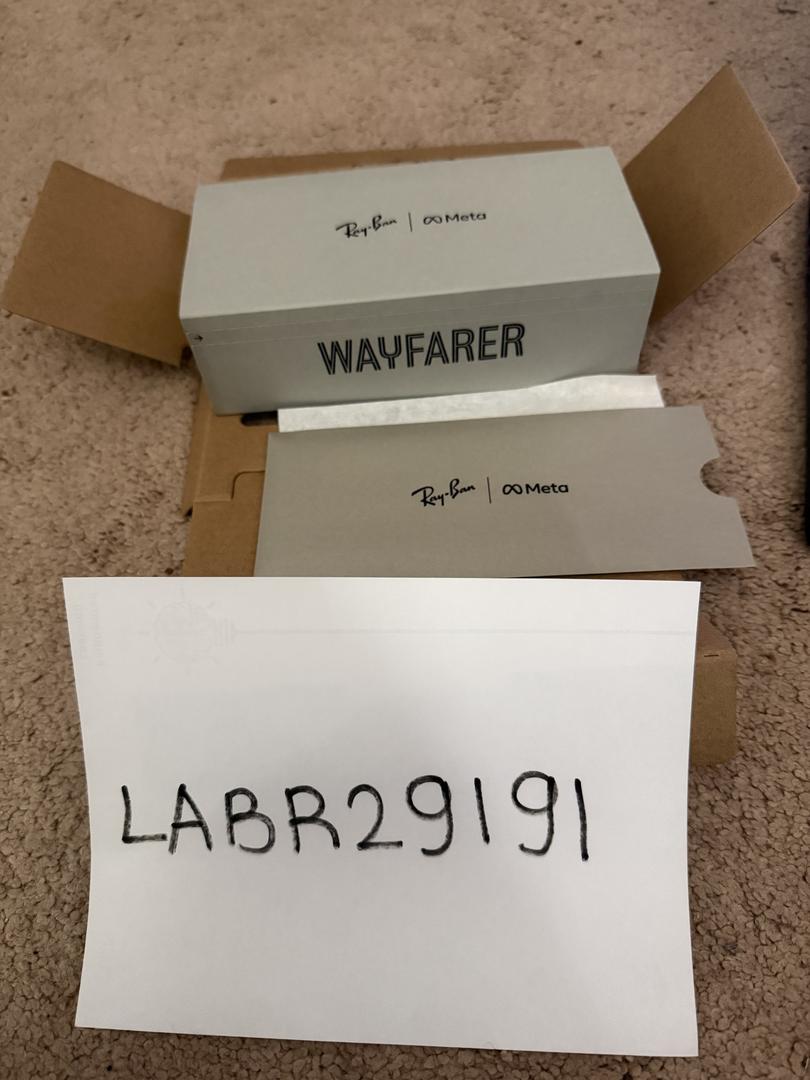 Ray-Ban | Meta
WAYFARER
Ray-Ban | Meta
LABR29191